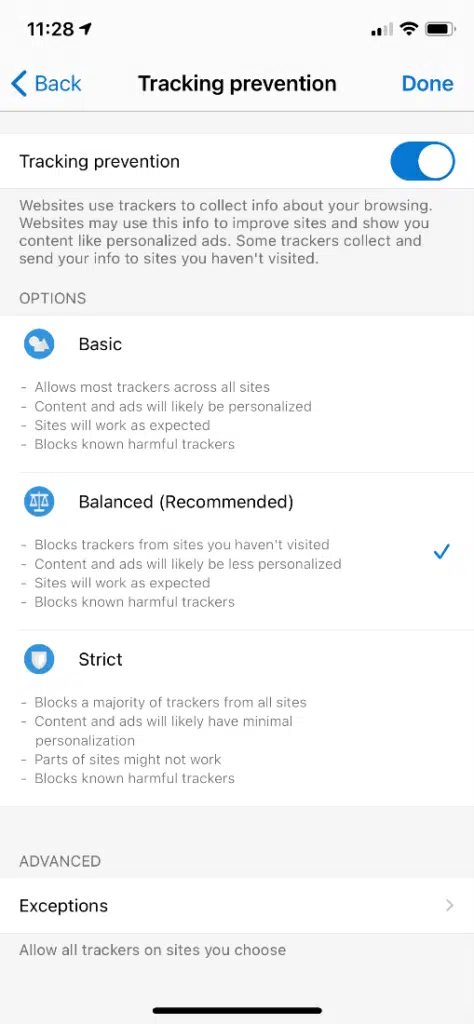 11:28
Back
Tracking prevention
Done
Tracking prevention
Websites use trackers to collect info about your browsing.
Websites may use this info to improve sites and show you
content like personalized ads. Some trackers collect and
send your info to sites you haven't visited.
OPTIONS
Basic
- Allows most trackers across all sites
- Content and ads will likely be personalized
- Sites will work as expected
- Blocks known harmful trackers
Balanced (Recommended)
- Blocks trackers from sites you haven't visited
- Content and ads will likely be less personalized
- Sites will work as expected
- Blocks known harmful trackers
Strict
- Blocks a majority of trackers from all sites
- Content and ads will likely have minimal
personalization
- Parts of sites might not work
- Blocks known harmful trackers
ADVANCED
Exceptions
Allow all trackers on sites you choose